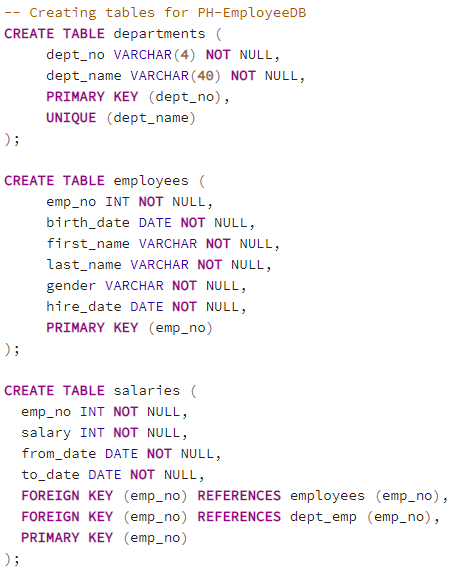 -- Creating tables for PH-EmployeeDB
CREATE TABLE departments (
     dept_no VARCHAR(4) NOT NULL,
     dept_name VARCHAR(40) NOT NULL,
     PRIMARY KEY (dept_no),
     UNIQUE (dept_name)
);

CREATE TABLE employees (
     emp_no INT NOT NULL,
     birth_date DATE NOT NULL,
     first_name VARCHAR NOT NULL,
     last_name VARCHAR NOT NULL,
     gender VARCHAR NOT NULL,
     hire_date DATE NOT NULL,
     PRIMARY KEY (emp_no)
);

CREATE TABLE salaries (
  emp_no INT NOT NULL,
  salary INT NOT NULL,
  from_date DATE NOT NULL,
  to_date DATE NOT NULL,
  FOREIGN KEY (emp_no) REFERENCES employees (emp_no),
  FOREIGN KEY (emp_no) REFERENCES dept_emp (emp_no),
  PRIMARY KEY (emp_no)
);